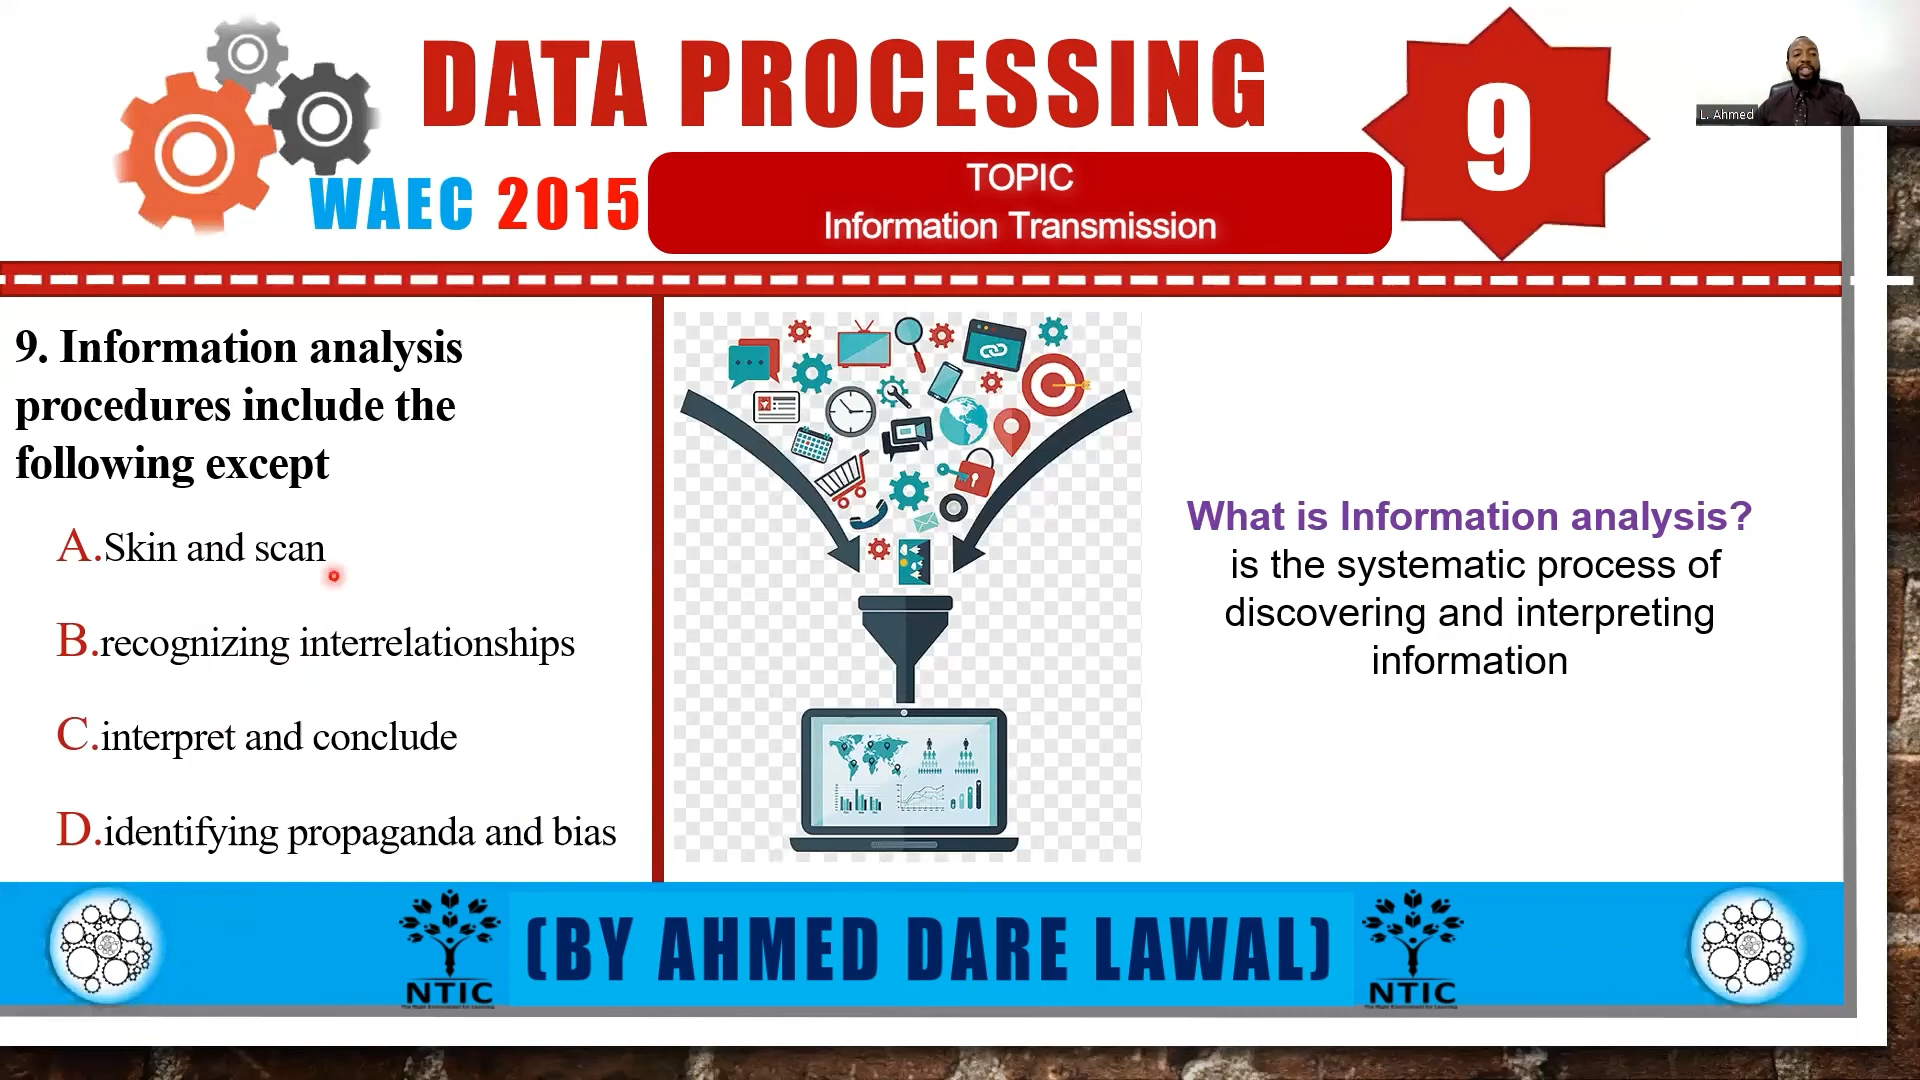 DATA PROCESSING
WAEC 2015
TOPIC
Information Transmission
9
L. Ahmed
9. Information analysis
procedures include the
following except
A.Skin and scan
B.recognizing interrelationships
C.interpret and conclude
D.identifying propaganda and bias
What is Information analysis?
is the systematic process of
discovering and interpreting
information
NTIC
(BY AHMED DARE LAWAL)
NTIC